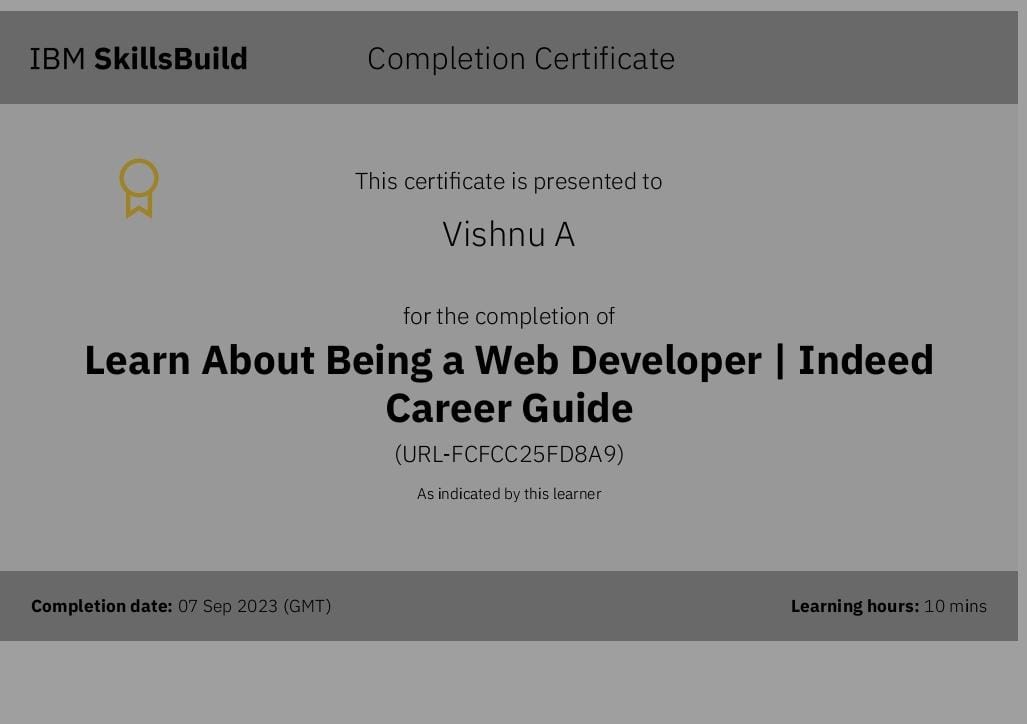 IBM SkillsBuild
Completion Certificate
This certificate is presented to
Vishnu A
for the completion of
Learn About Being a Web Developer | Indeed
Career Guide
(URL-FCFCC25FD8A9)
As indicated by this learner
Completion date: 07 Sep 2023 (GMT)
Learning hours: 10 mins